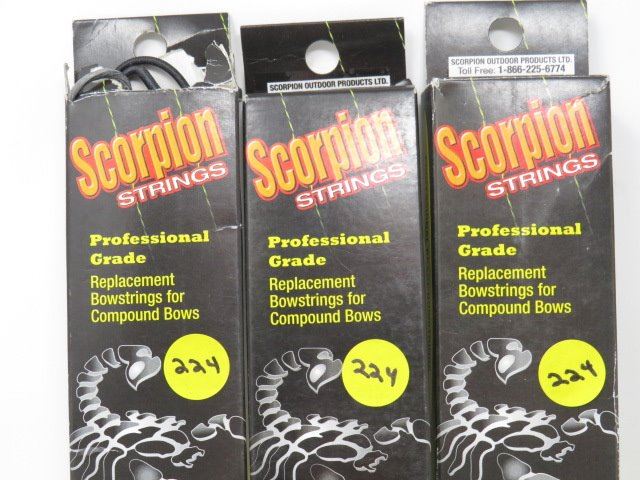 Scorpion
STRINGS
Professional
Grade
Replacement
Bowstrings for
Compound Bows
224
SCORPION OUTDOOR PRODUCTS LTD.
Scorpion
STRINGS
Professional
Grade
Replacement
Bowstrings for
Compound Bows
224
SCORPION OUTDOOR PRODUCTS LTD.
Toll Free: 1-866-225-6774
Scorpion
STRINGS
Professional
Grade
Replacement
Bowstrings for
Compound Bows
224